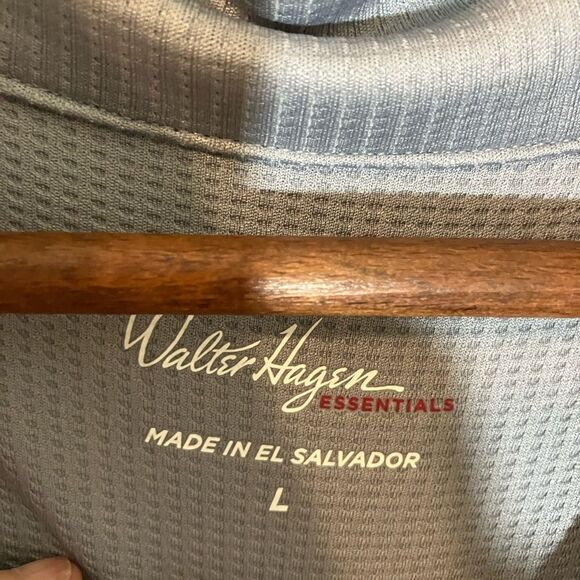 Walter Hagen
ESSENTIALS
MADE IN EL SALVADOR
L